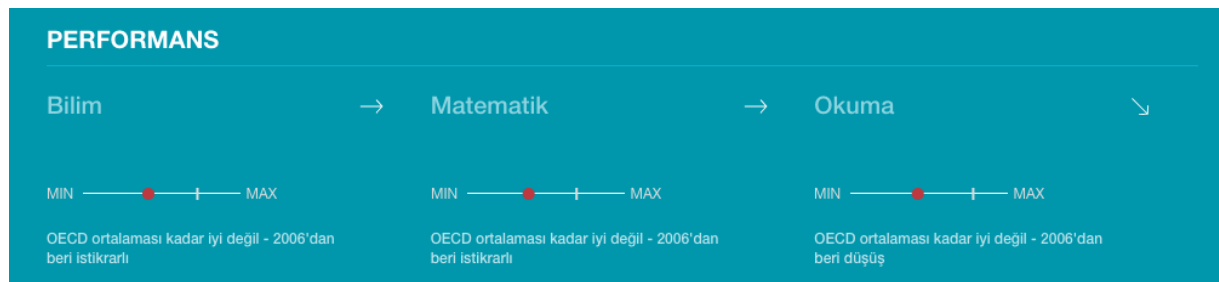 PERFORMANS
Bilim → Matematik → Okuma ↘
MIN MAX MIN MAX MIN MAX
OECD ortalaması kadar iyi değil - 2006'dan
beri istikrarlı
OECD ortalaması kadar iyi değil - 2006'dan
beri istikrarlı
OECD ortalaması kadar iyi değil - 2006'dan
beri düşüş